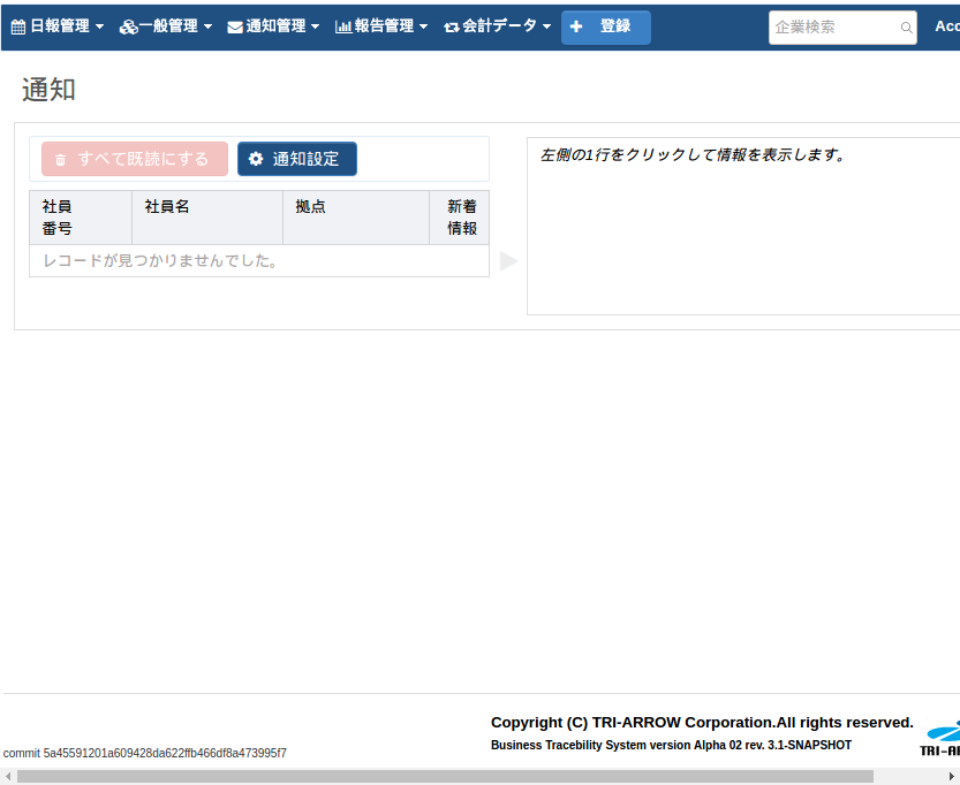 日報管理 一般管理 通知管理 報告管理 会計データ 登録 企業検索
通知
すべて既読にする 通知設定
左側の1行をクリックして情報を表示します。
社員番号 社員名 拠点 新着情報
レコードが見つかりませんでした。
Copyright (C) TRI-ARROW Corporation.All rights reserved.
Business Tracebility System version Alpha 02 rev. 3.1-SNAPSHOT
commit 5a45591201a609428da622ffb466df8a473995f7